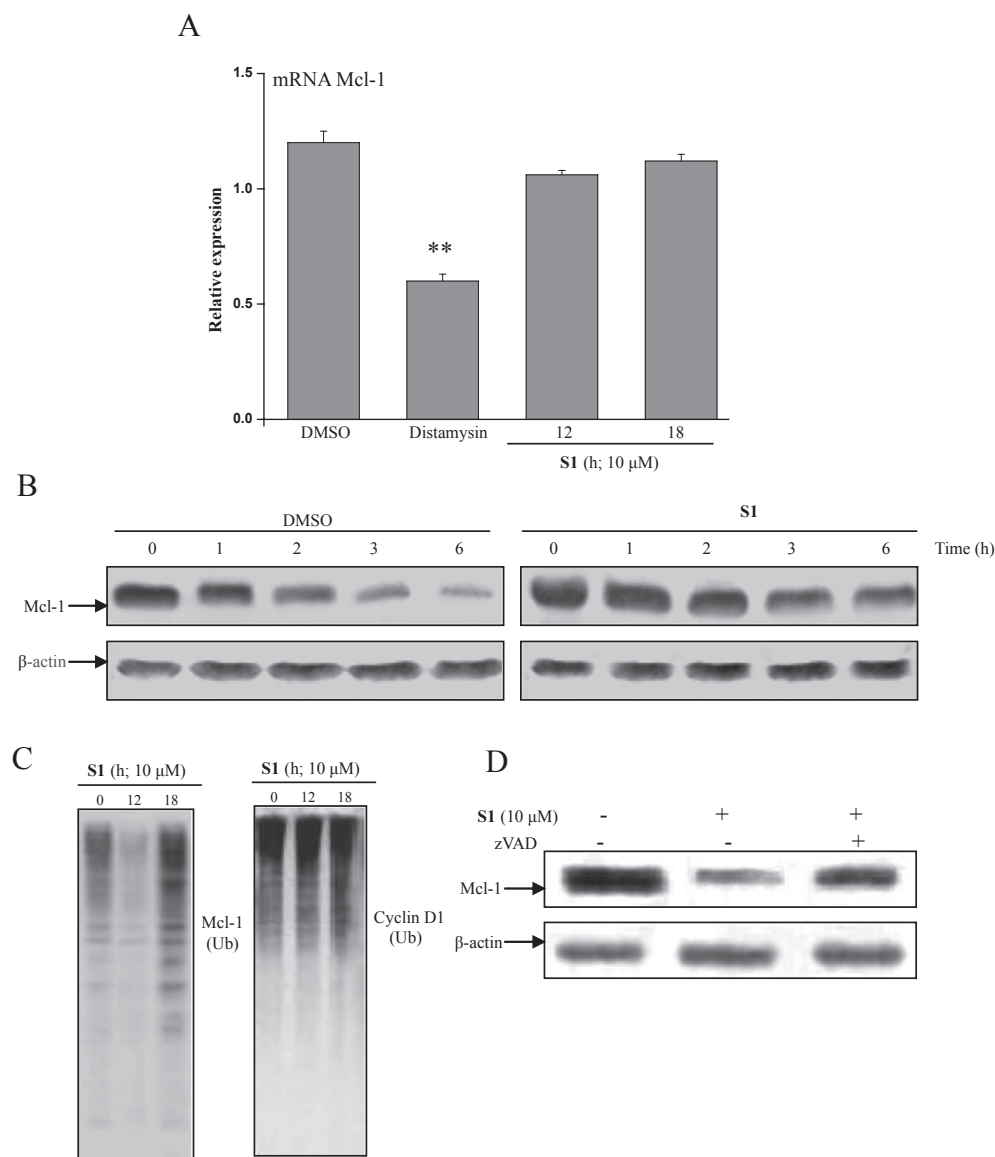 A
1.5
mRNA Mcl-1
1.0
**
Relative expression
0.5
0.0
DMSO Distamysin 12 18
S1 (h; 10 μM)
B
DMSO S1
0 1 2 3 6 0 1 2 3 6 Time (h)
Mcl-1
β-actin
C
S1 (h; 10 μM) S1 (h; 10 μM)
0 12 18 0 12 18
Mcl-1
(Ub)
Cyclin D1
(Ub)
D
S1 (10 μM) - + +
zVAD - - +
Mcl-1
β-actin